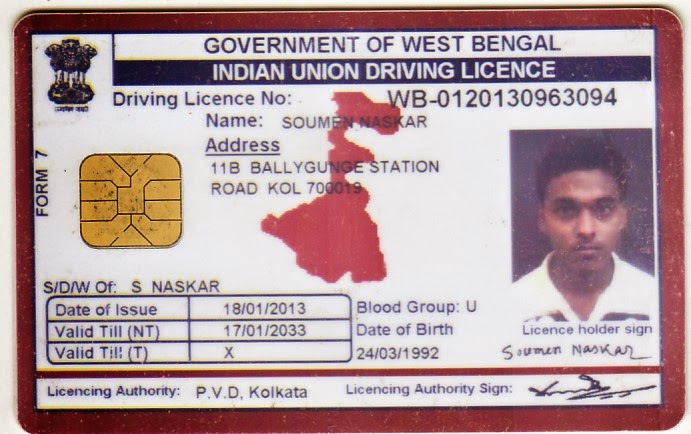 GOVERNMENT OF WEST BENGAL
INDIAN UNION DRIVING LICENCE
Driving Licence No: WB-0120130963094
Name: SOUMEN NASKAR
Address
11B BALLYGUNGE STATION
ROAD KOL 700019
FORM 7
S/D/W Of: S NASKAR
Date of Issue 18/01/2013 Blood Group: U
Valid Till (NT) 17/01/2033 Date of Birth
Valid Till (T) X 24/03/1992
Licence holder sign
Soumen Naskar
Licencing Authority: P.V.D, Kolkata Licencing Authority Sign: